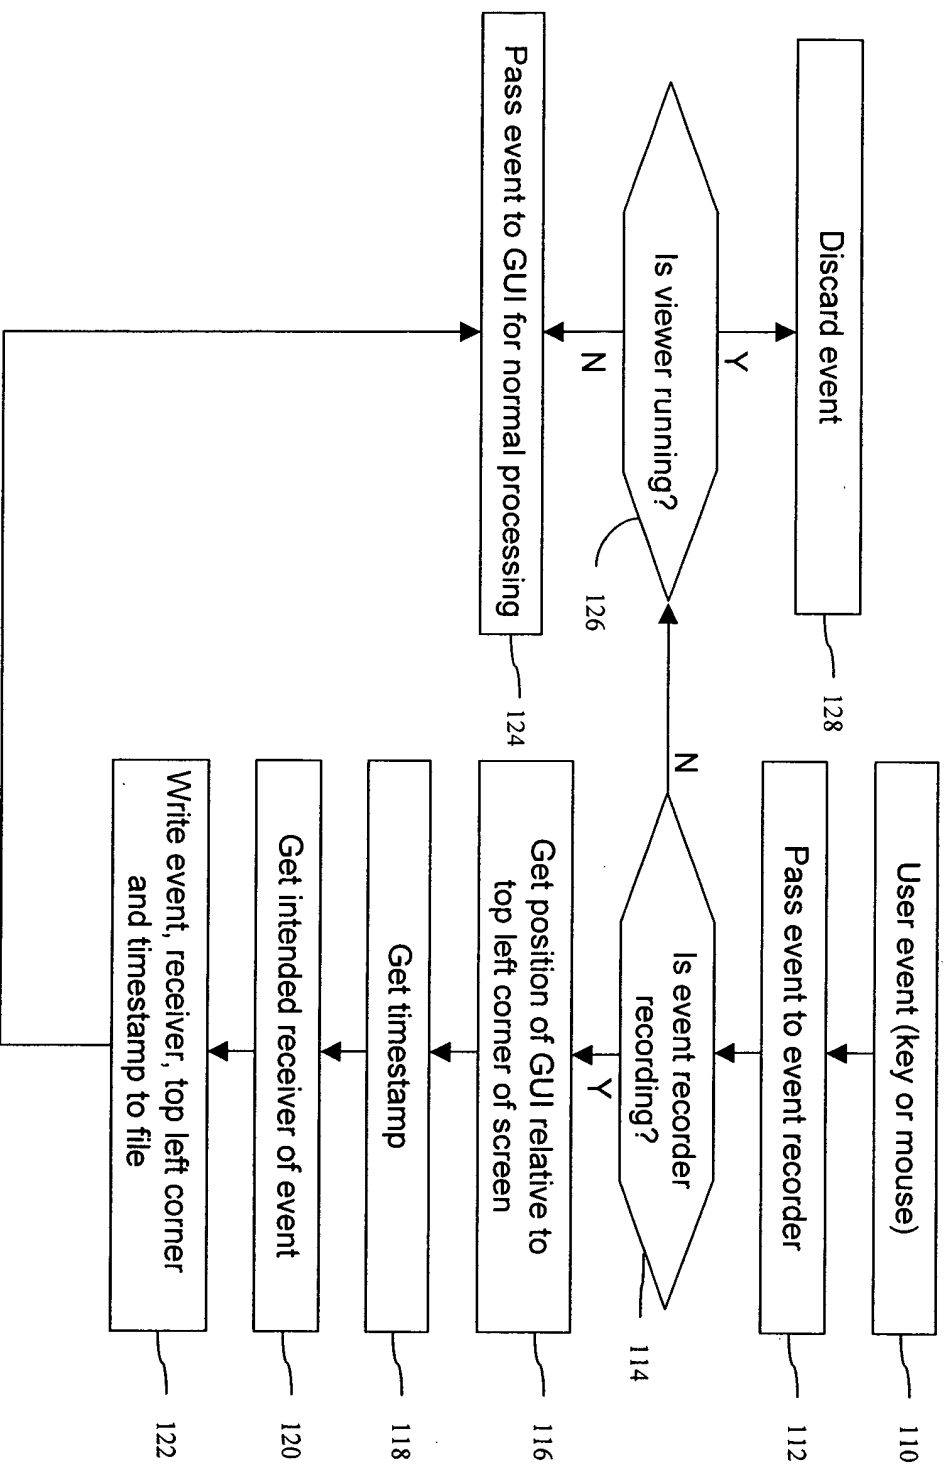 User event (key or mouse)
110
Pass event to event recorder
112
Is event recorder
recording?
114
N
Y
Get position of GUI relative to
top left corner of screen
116
Get timestamp
118
Get intended receiver of event
120
Write event, receiver, top left corner
and timestamp to file
122
Discard event
128
Y
Is viewer running?
126
N
Pass event to GUI for normal processing
124